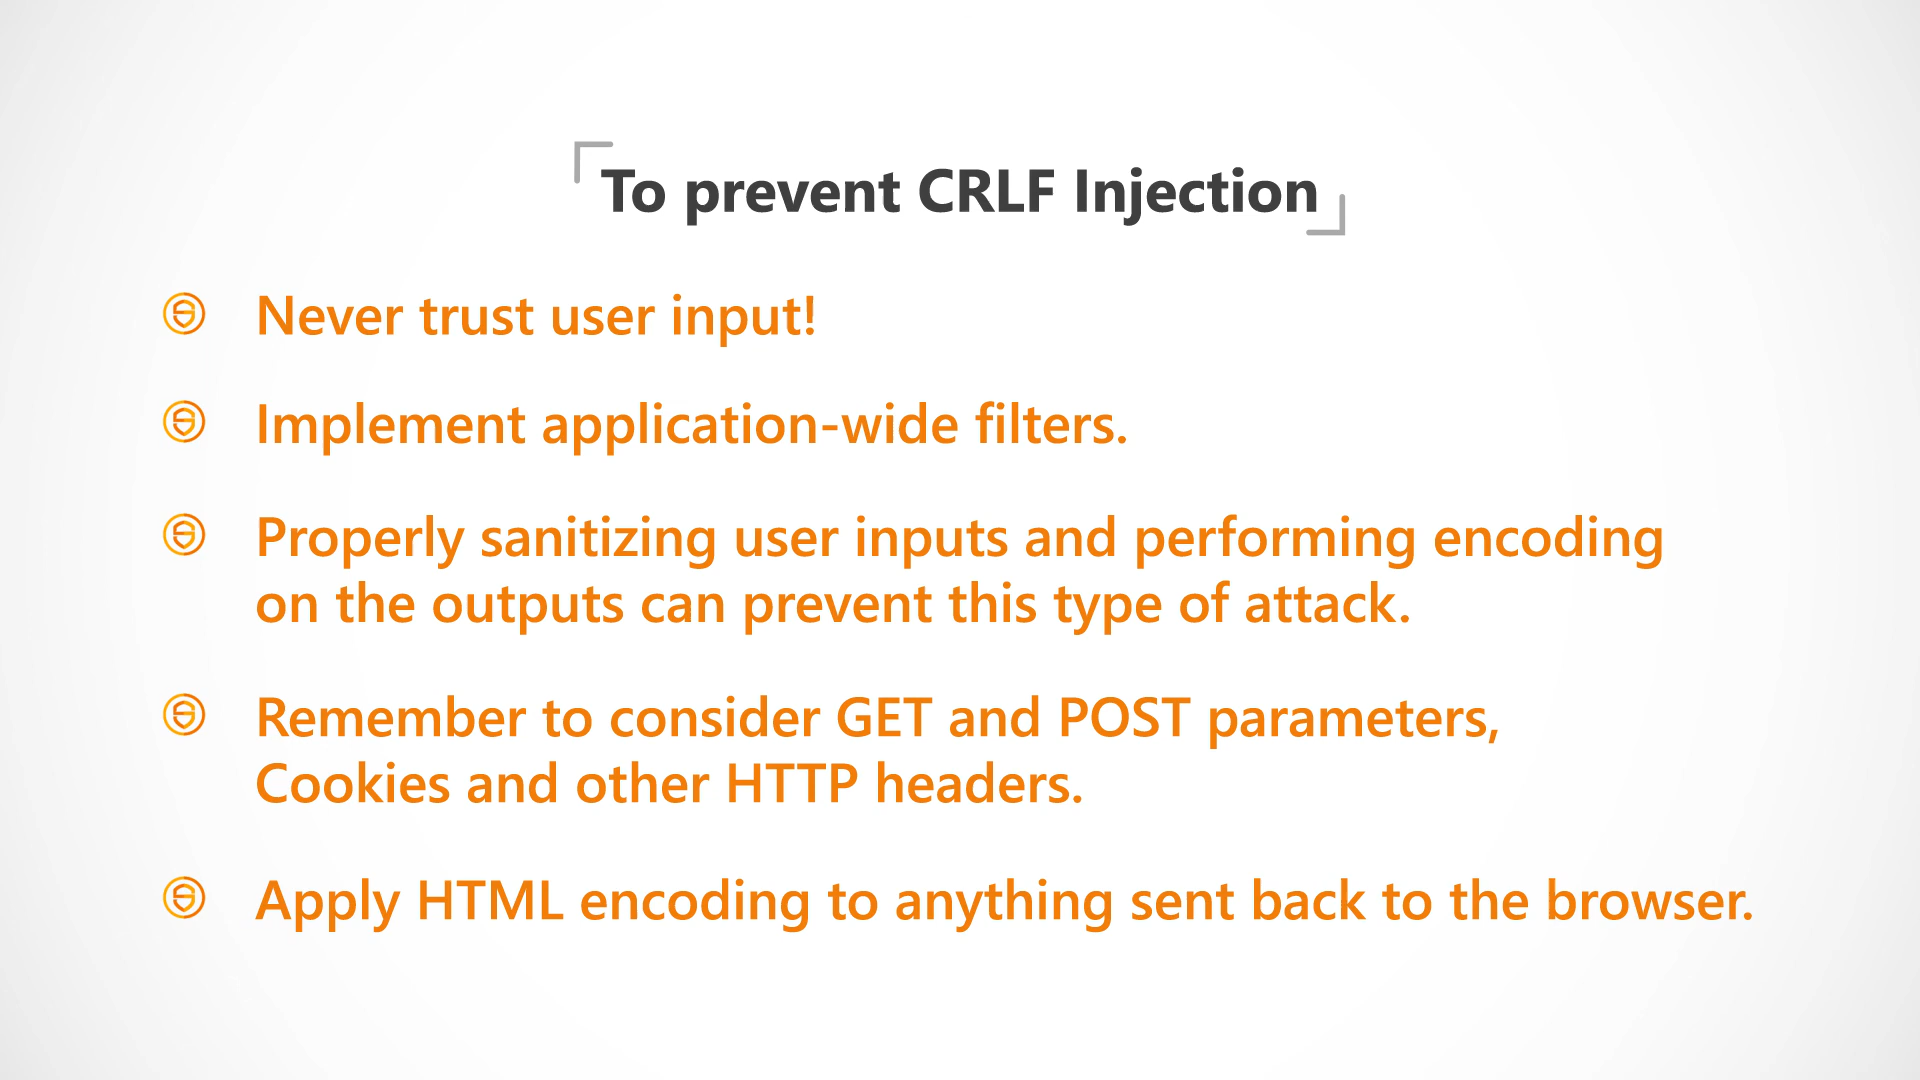 To prevent CRLF Injection
Never trust user input!
Implement application-wide filters.
Properly sanitizing user inputs and performing encoding
on the outputs can prevent this type of attack.
Remember to consider GET and POST parameters,
Cookies and other HTTP headers.
Apply HTML encoding to anything sent back to the browser.